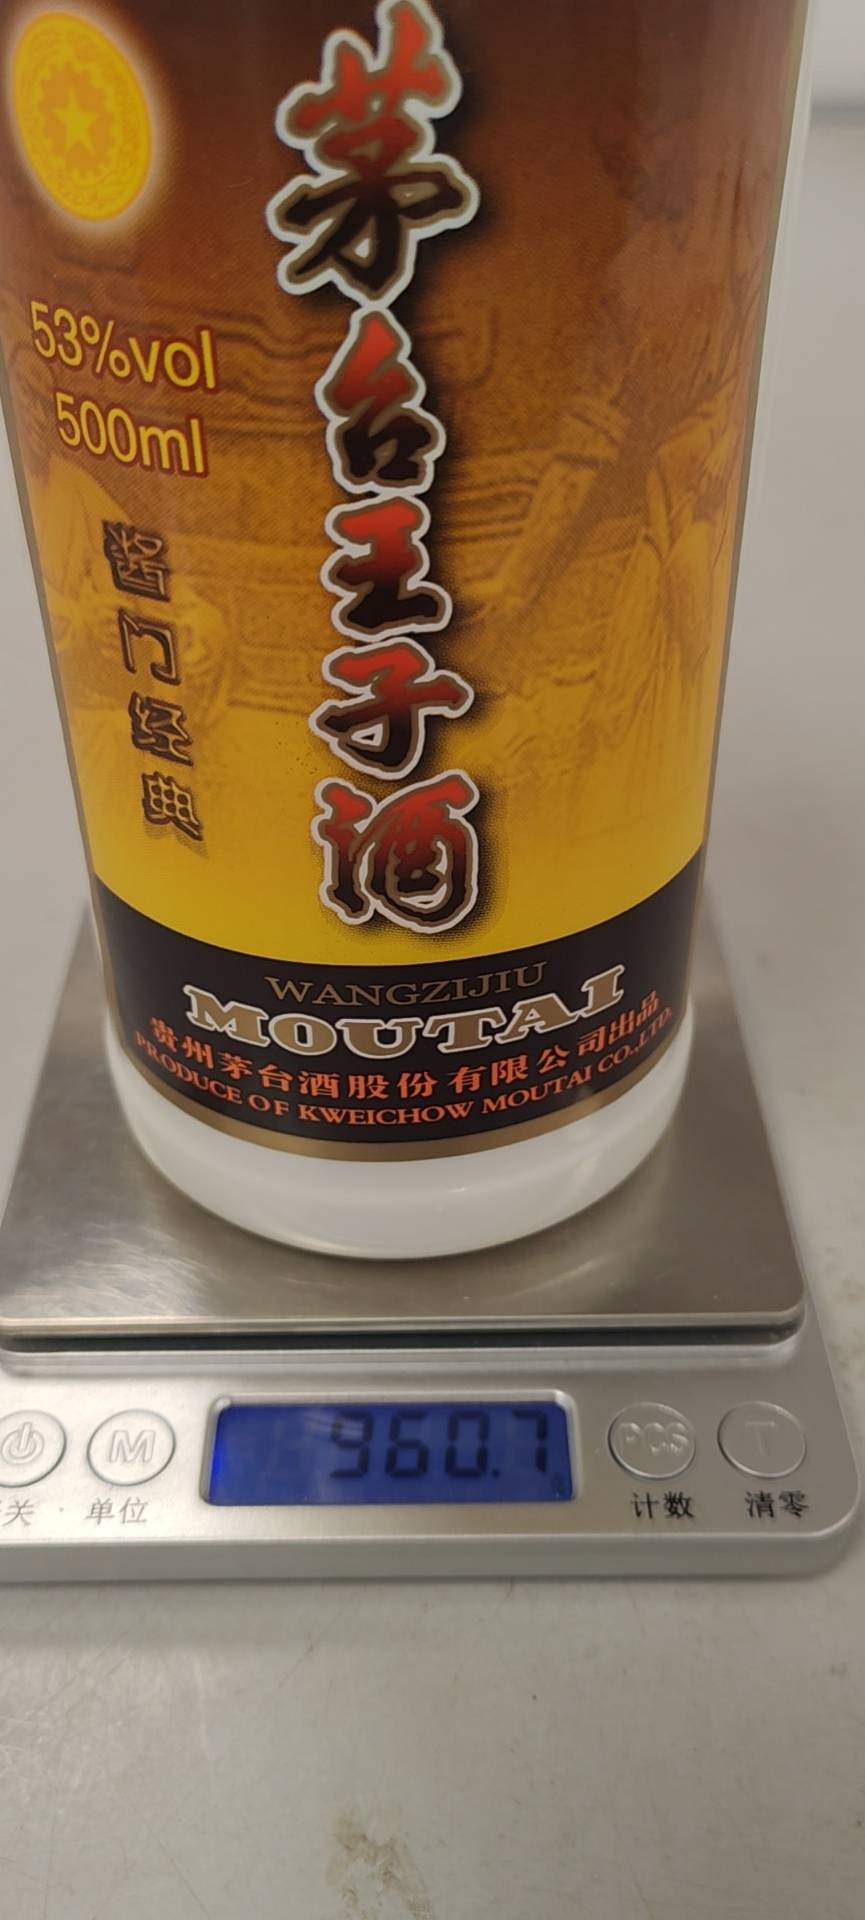 茅台王子酒
53%vol
500ml
酱门经典
WANGZIJIU
MOUTAI
贵州茅台酒股份有限公司出品
PRODUCE OF KWEICHOW MOUTAI CO.,LTD.
960.7
M
PCS
T
关
单位
计数
清零